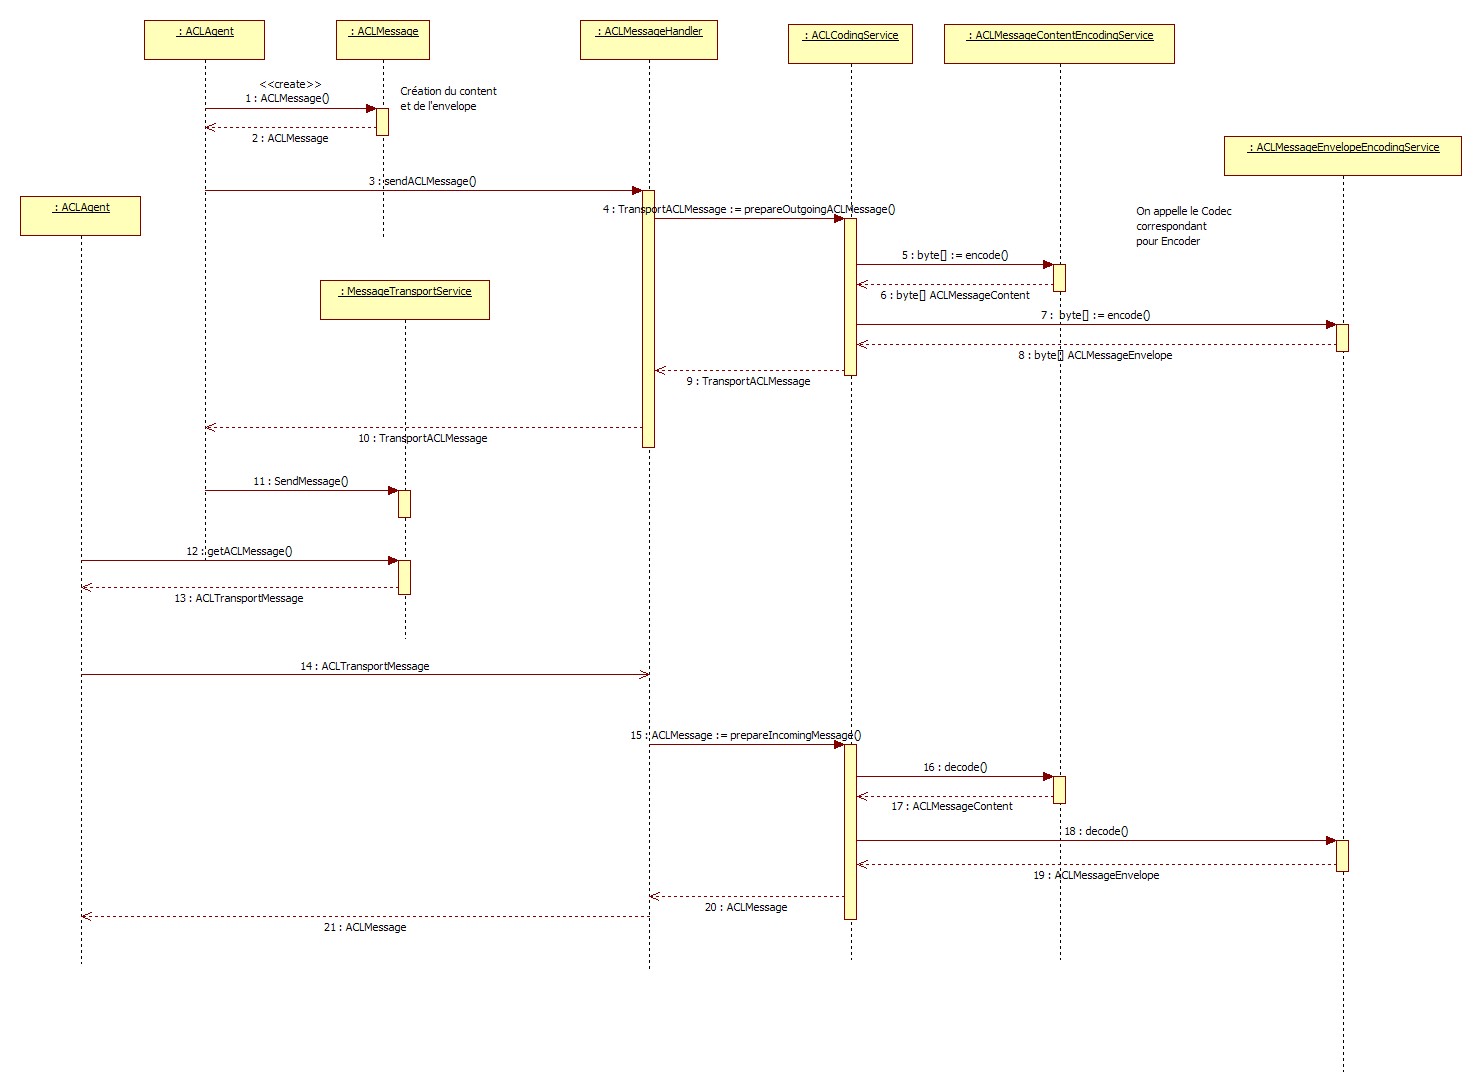 : ACLAgent
: ACLMessage
: ACLMessageHandler
: ACLCodingService
: ACLMessageContentEncodingService
<<create>>
1 : ACLMessage()
Création du content
et de l'envelope
2 : ACLMessage
: ACLMessageEnvelopeEncodingService
3 : sendACLMessage()
: ACLAgent
4 : TransportACLMessage := prepareOutgoingACLMessage()
On appelle le Codec
correspondant
pour Encoder
5 : byte[] := encode()
: MessageTransportService
6 : byte[] ACLMessageContent
7 : byte[] := encode()
8 : byte[] ACLMessageEnvelope
9 : TransportACLMessage
10 : TransportACLMessage
11 : SendMessage()
12 : getACLMessage()
13 : ACLTransportMessage
14 : ACLTransportMessage
15 : ACLMessage := prepareIncomingMessage()
16 : decode()
17 : ACLMessageContent
18 : decode()
19 : ACLMessageEnvelope
20 : ACLMessage
21 : ACLMessage